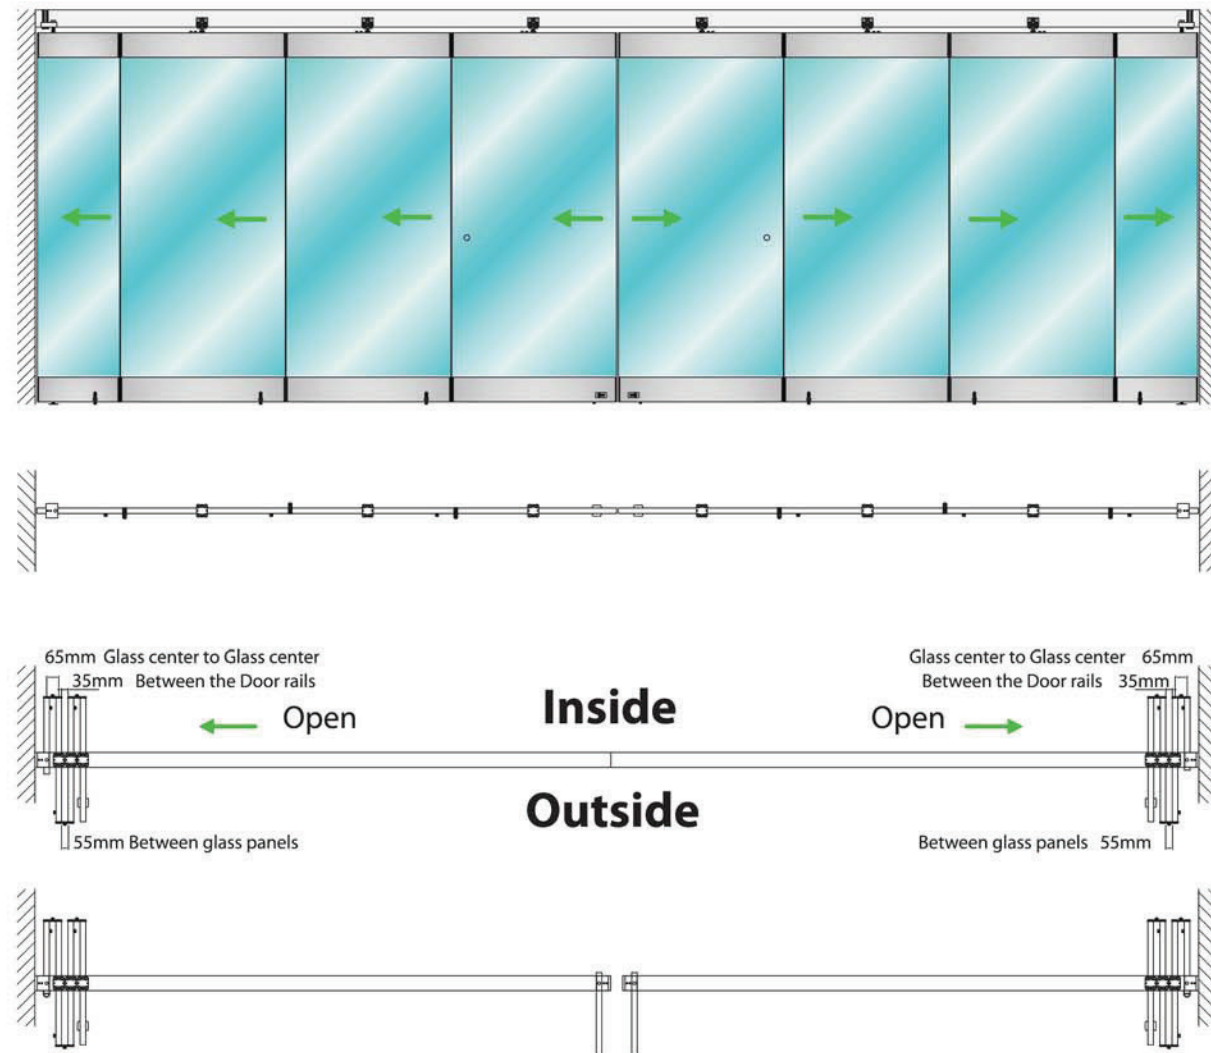 65mm Glass center to Glass center
35mm Between the Door rails
Glass center to Glass center 65mm
Between the Door rails 35mm
Open
Inside
Open
Outside
55mm Between glass panels
Between glass panels 55mm